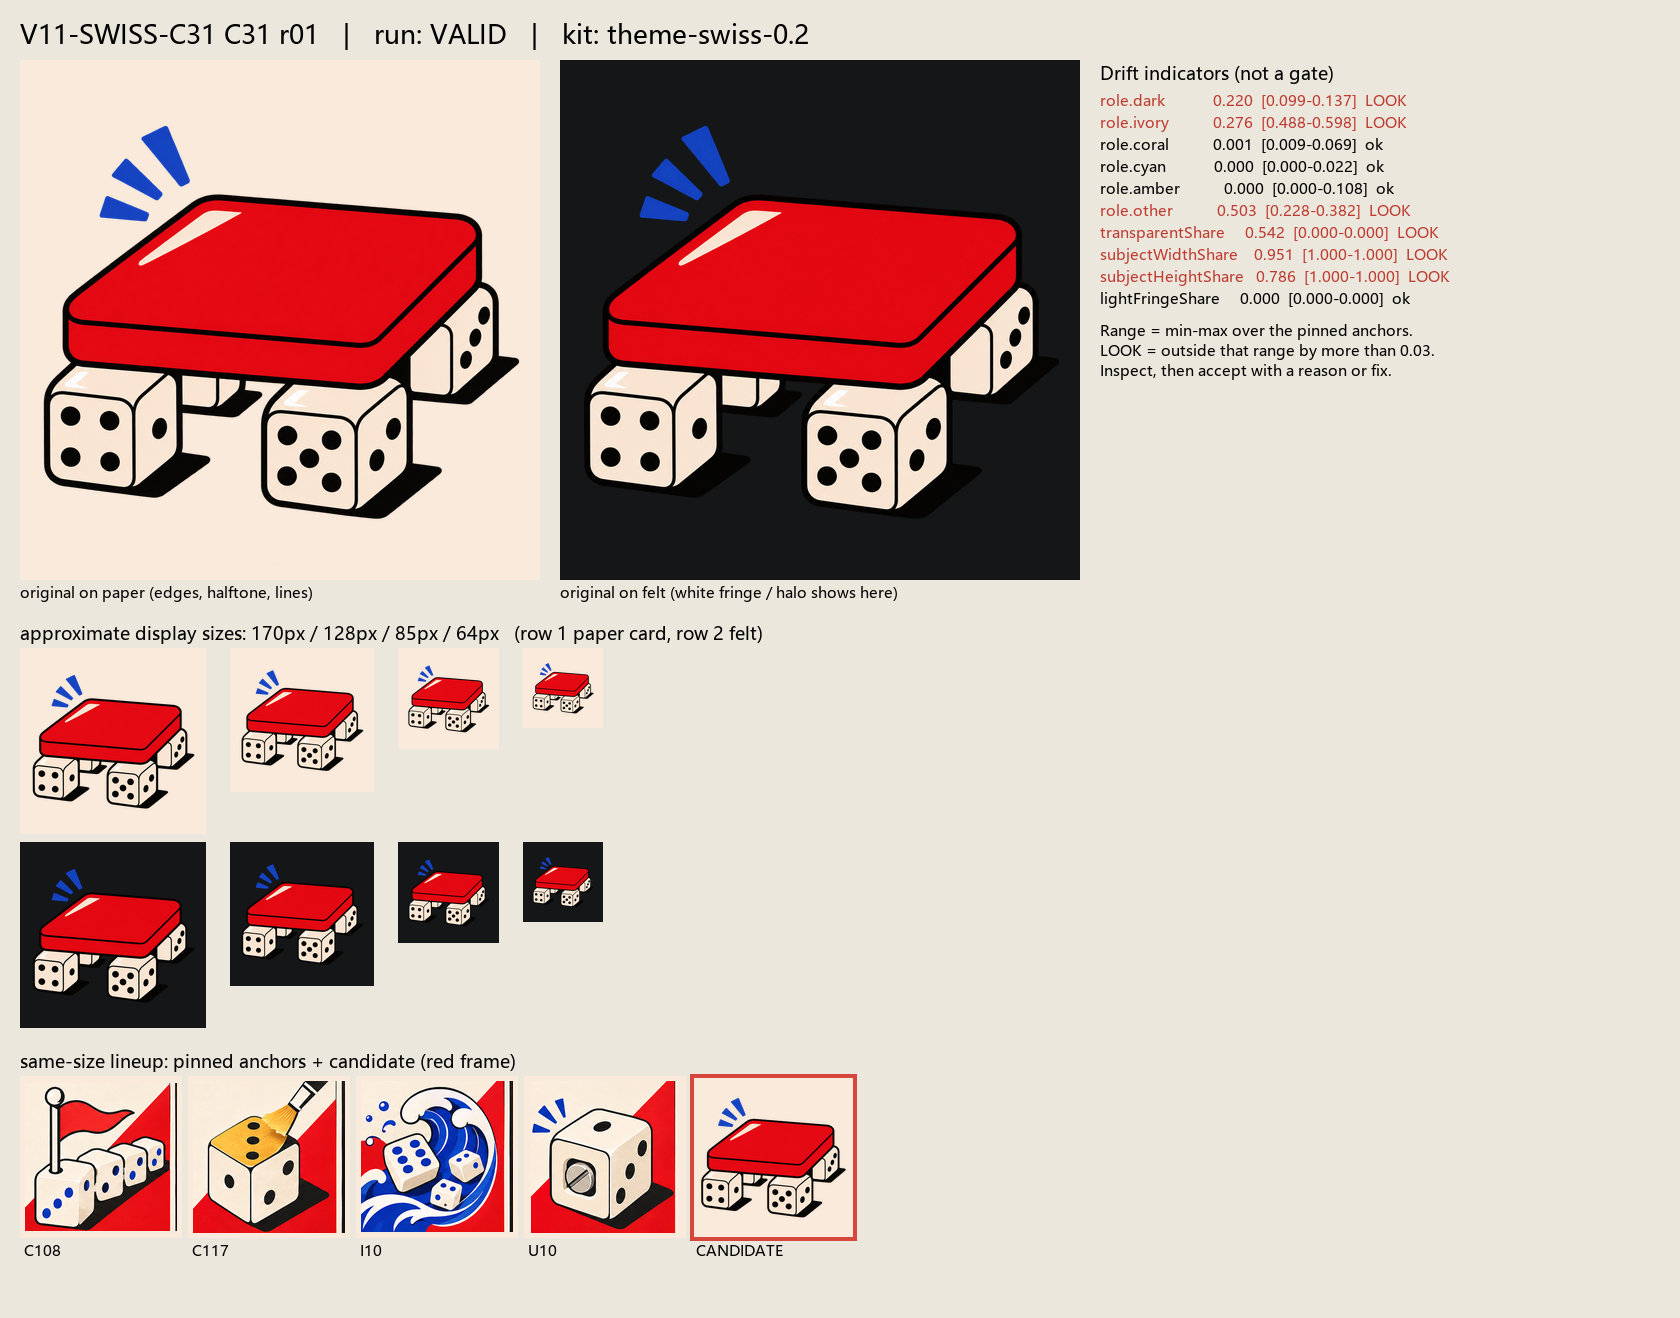 V11-SWISS-C31 C31 r01 | run: VALID | kit: theme-swiss-0.2
Drift indicators (not a gate)
role.dark 0.220 [0.099-0.137] LOOK
role.ivory 0.276 [0.488-0.598] LOOK
role.coral 0.001 [0.009-0.069] ok
role.cyan 0.000 [0.000-0.022] ok
role.amber 0.000 [0.000-0.108] ok
role.other 0.503 [0.228-0.382] LOOK
transparentShare 0.542 [0.000-0.000] LOOK
subjectWidthShare 0.951 [1.000-1.000] LOOK
subjectHeightShare 0.786 [1.000-1.000] LOOK
lightFringeShare 0.000 [0.000-0.000] ok
Range = min-max over the pinned anchors.
LOOK = outside that range by more than 0.03.
Inspect, then accept with a reason or fix.
original on paper (edges, halftone, lines)
original on felt (white fringe / halo shows here)
approximate display sizes: 170px / 128px / 85px / 64px (row 1 paper card, row 2 felt)
same-size lineup: pinned anchors + candidate (red frame)
C108
C117
I10
U10
CANDIDATE